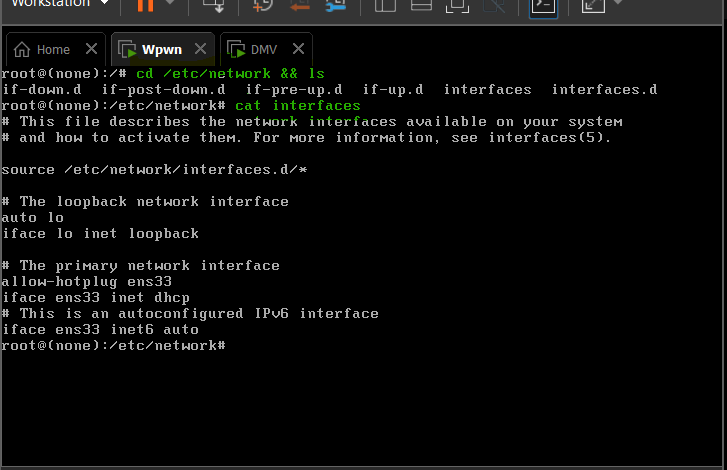 Workstation
Home
Wpwn
DMV
root@(none):/# cd /etc/network && ls
if-down.d  if-post-down.d  if-pre-up.d  if-up.d  interfaces  interfaces.d
root@(none):/etc/network# cat interfaces
# This file describes the network interfaces available on your system
# and how to activate them. For more information, see interfaces(5).
source /etc/network/interfaces.d/*
# The loopback network interface
auto lo
iface lo inet loopback
# The primary network interface
allow-hotplug ens33
iface ens33 inet dhcp
# This is an autoconfigured IPv6 interface
iface ens33 inet6 auto
root@(none):/etc/network#